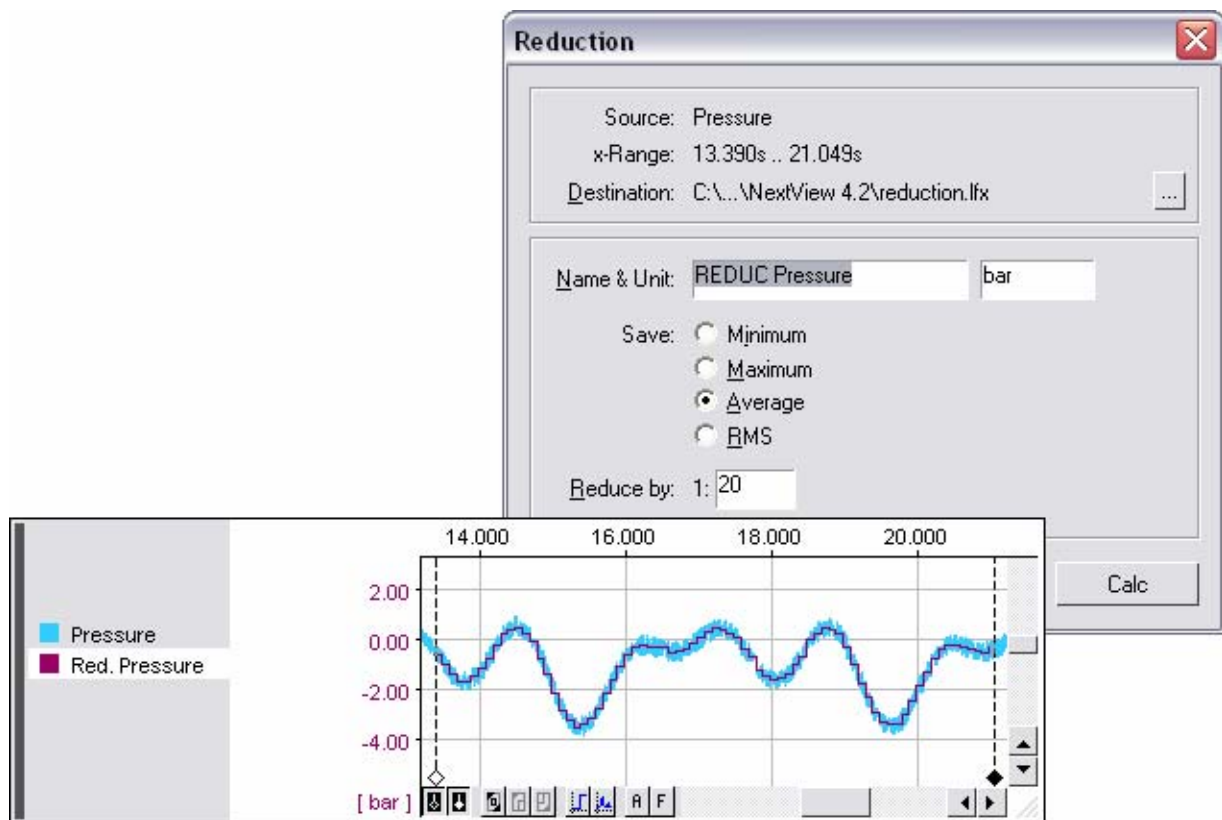 Reduction
Source: Pressure
x-Range: 13.390s .. 21.049s
Destination: C:\...\NextView 4.2\reduction.lfx
...
Name & Unit: REDUC Pressure bar
Save: Minimum
Maximum
Average
RMS
Reduce by: 1: 20
Calc
14.000 16.000 18.000 20.000
2.00
0.00
-2.00
-4.00
[ bar ]
Pressure
Red. Pressure
A F